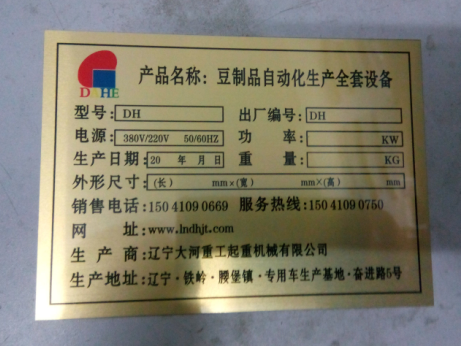 D HE
产品名称: 豆制品自动化生产全套设备
型号: DH 出厂编号: DH
电源: 380V/220V 50/60HZ 功率: KW
生产日期: 20 年 月 日 重量: KG
外形尺寸: (长) mm×(宽) mm×(高) mm
销售电话: 150 4109 0669 服务热线: 150 4109 0750
网址: www.lndhjt.com
生产商: 辽宁大河重工起重机械有限公司
生产地址: 辽宁·铁岭·腰堡镇·专用车生产基地·奋进路5号